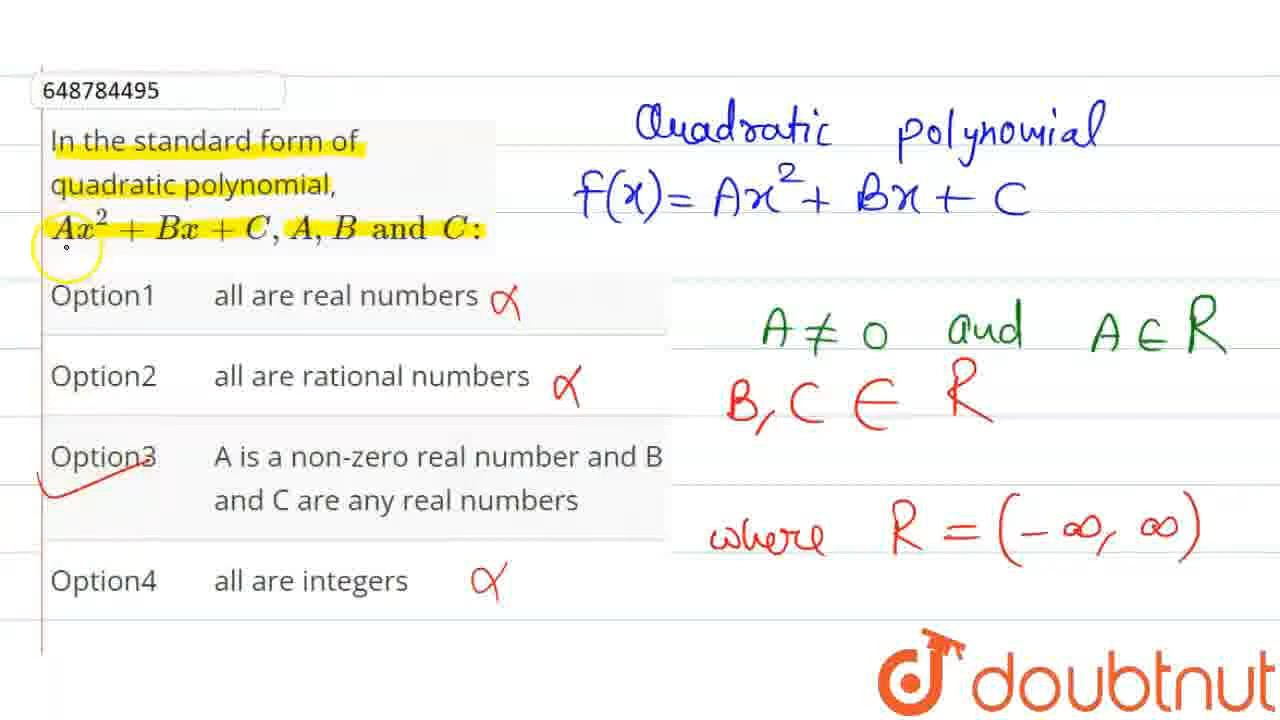 648784495
In the standard form of
quadratic polynomial,
Ax² + Bx + C, A, B and C:
Option1 all are real numbers α
Option2 all are rational numbers α
Option3 A is a non-zero real number and B
and C are any real numbers
Option4 all are integers α
Quadratic polynomial
f(x) = Ax² + Bx + C
A ≠ 0 and A ∈ R
B, C ∈ R
where R = (-∞, ∞)
doubtnut